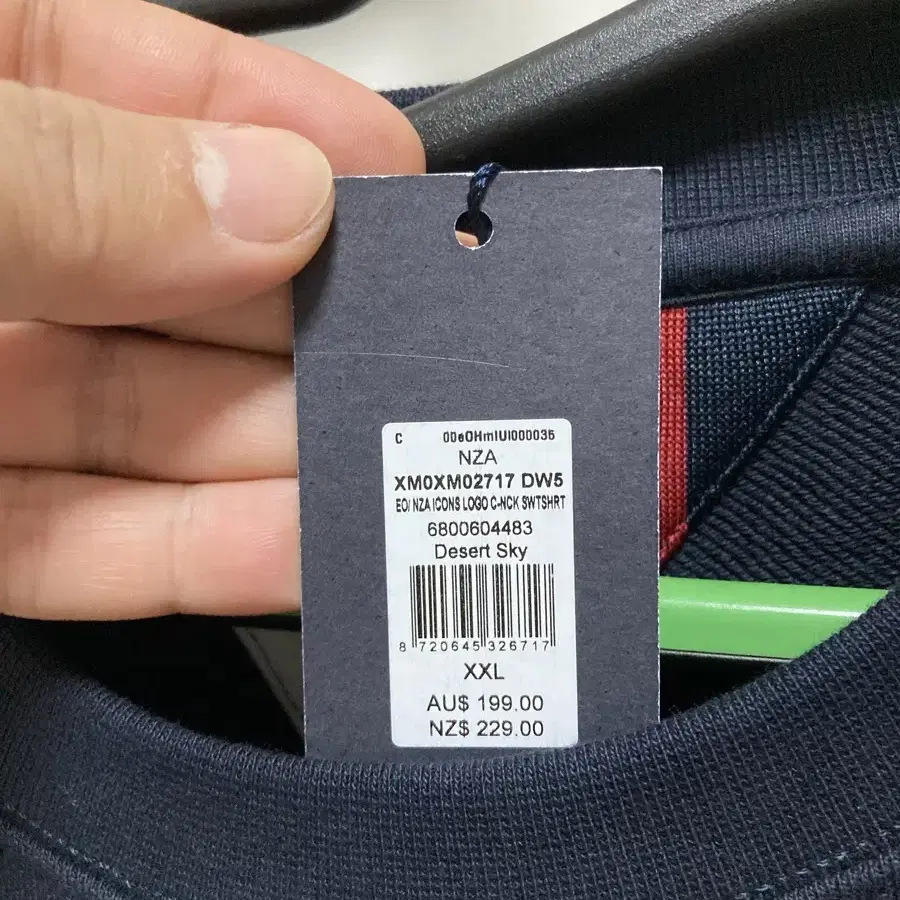 C 00eOHmIUI000035
NZA
XM0XM02717 DW5
EO/ NZA ICONS LOGO C-NCK SWTSHRT
6800604483
Desert Sky
8 720645 326717
XXL
AU$ 199.00
NZ$ 229.00